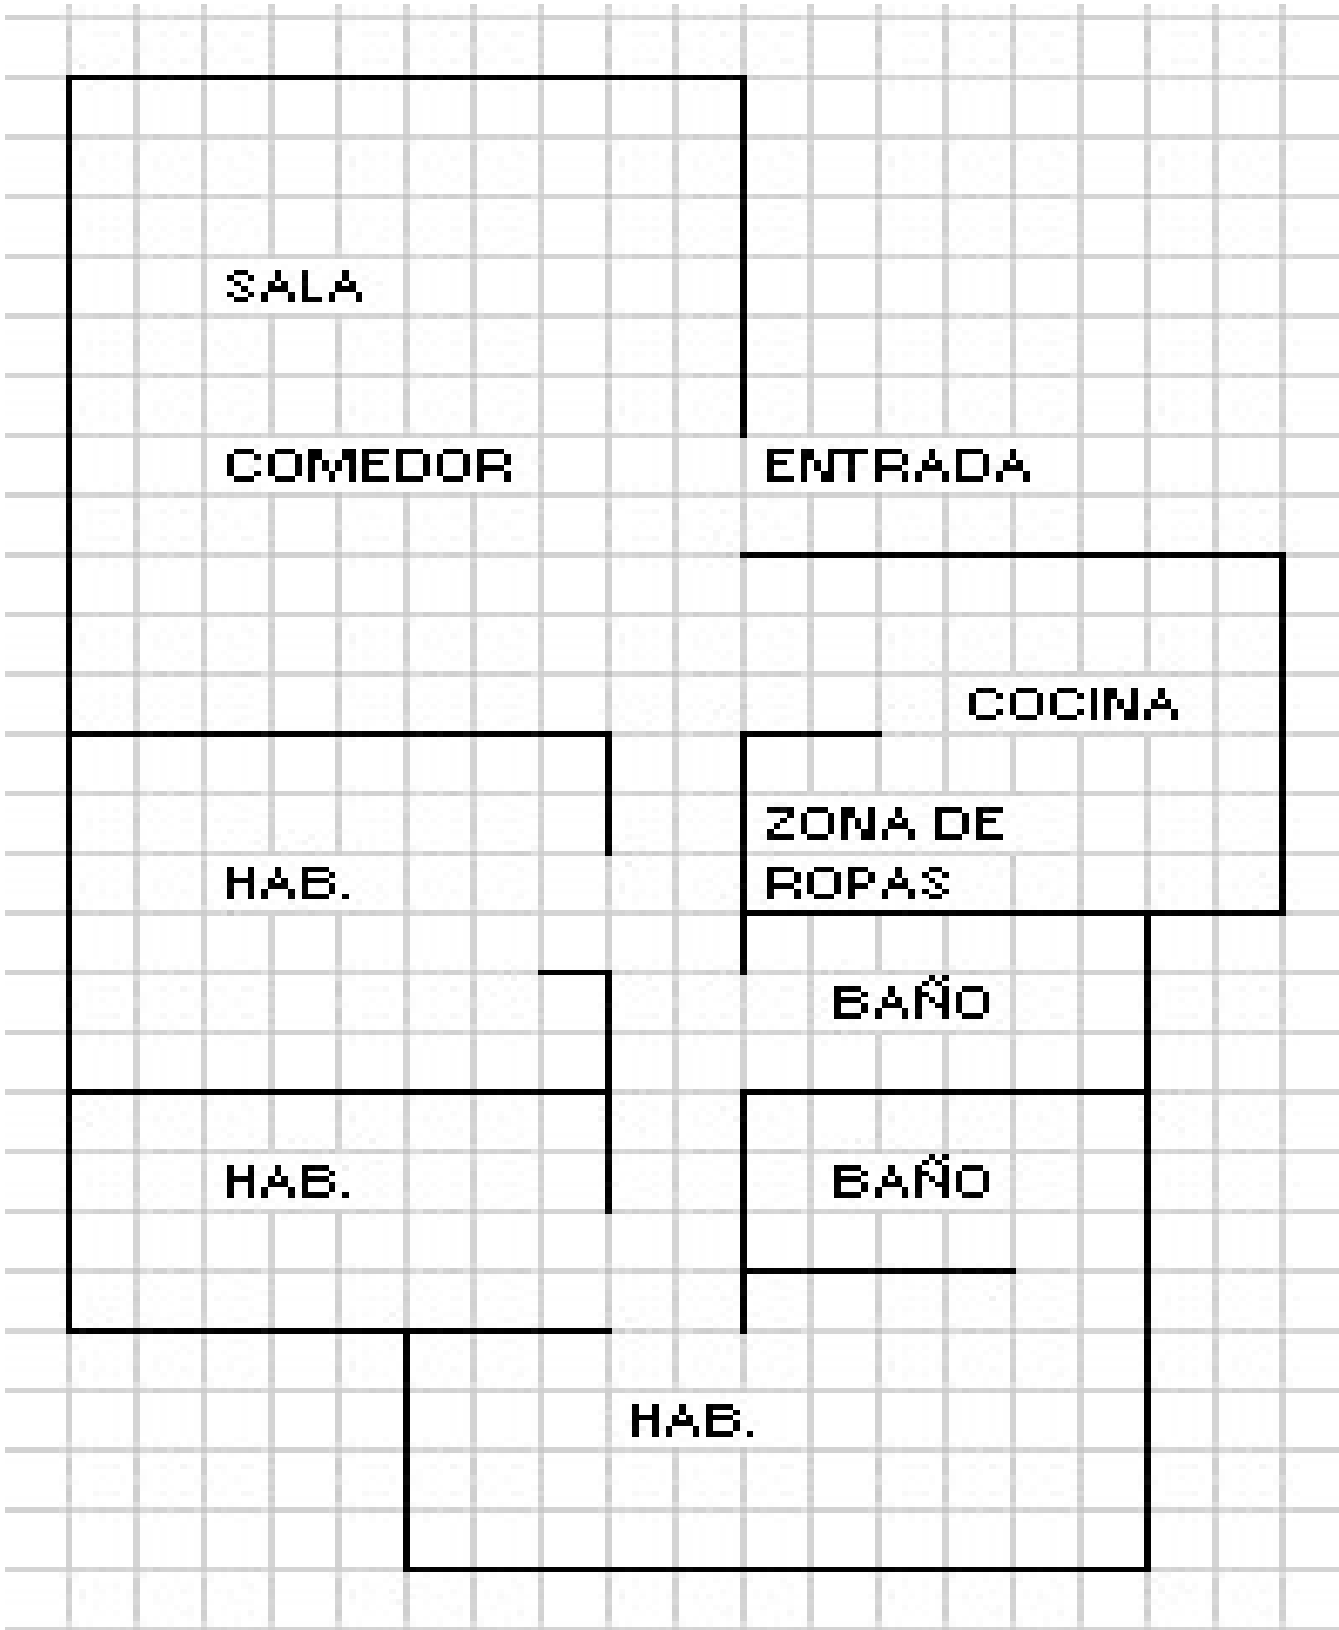 SALA
COMEDOR
ENTRADA
COCINA
ZONA DE
ROPAS
HAB.
BAÑO
HAB.
BAÑO
HAB.